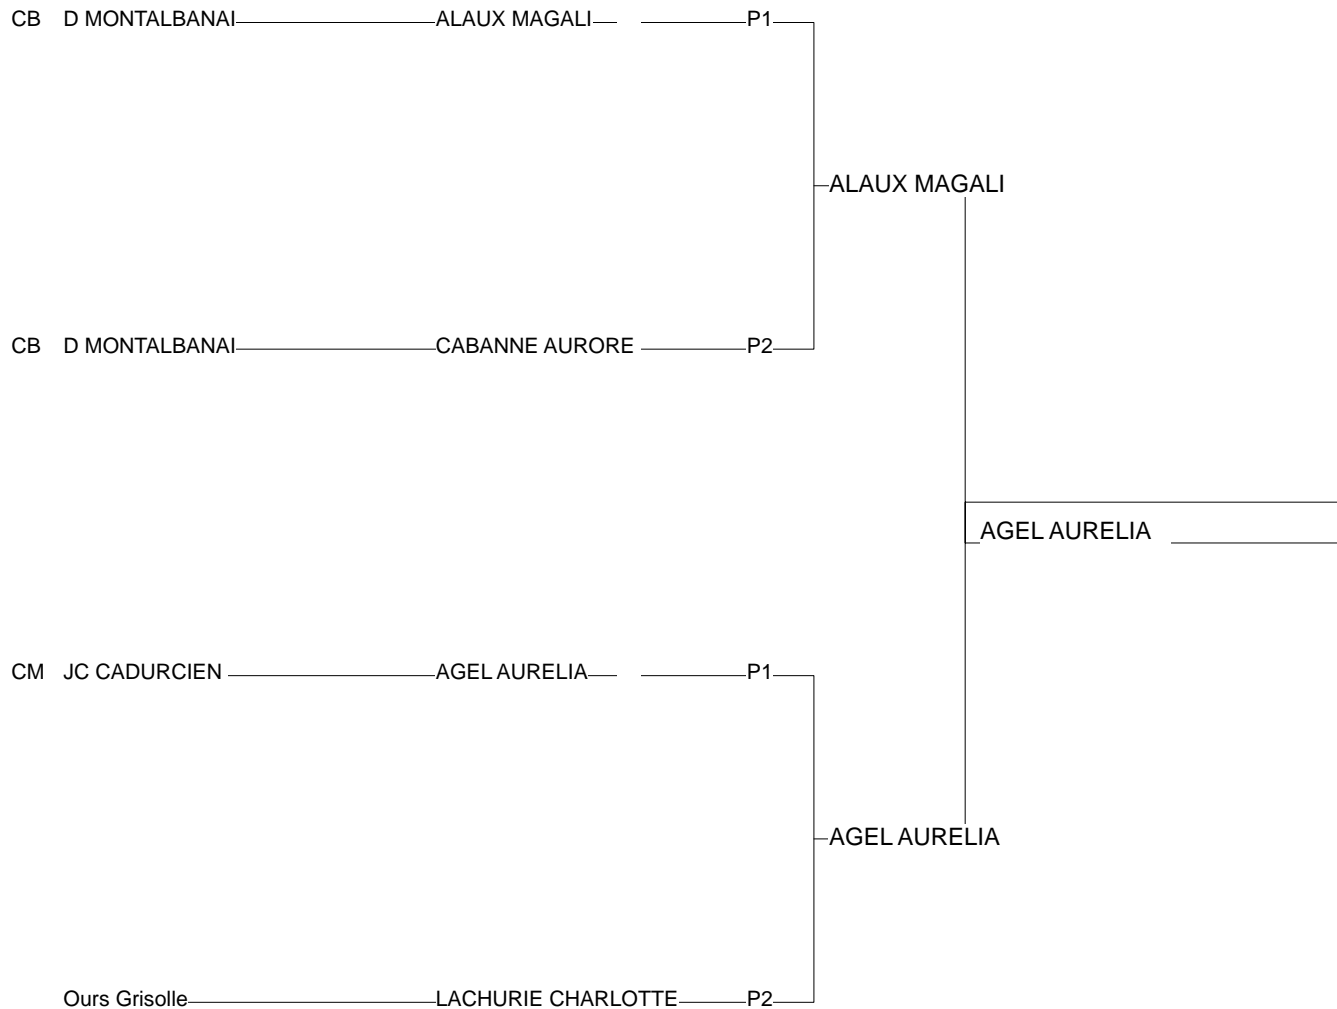 CB D MONTALBANAI ALAUX MAGALI P1
ALAUX MAGALI
CB D MONTALBANAI CABANNE AURORE P2
AGEL AURELIA
CM JC CADURCIEN AGEL AURELIA P1
AGEL AURELIA
Ours Grisolle LACHURIE CHARLOTTE P2